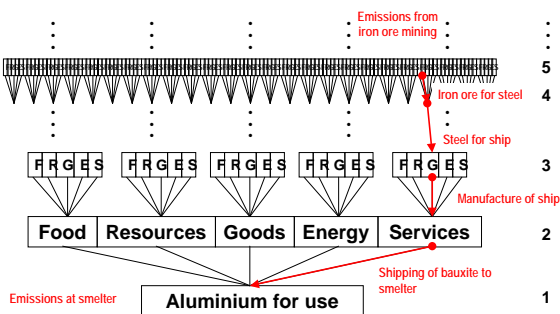 Emissions from
iron ore mining
5
4
Iron ore for steel
Steel for ship
F R G E S F R G E S F R G E S F R G E S F R G E S
3
Manufacture of ship
Food Resources Goods Energy Services
2
Shipping of bauxite to
smelter
Emissions at smelter
Aluminium for use
1